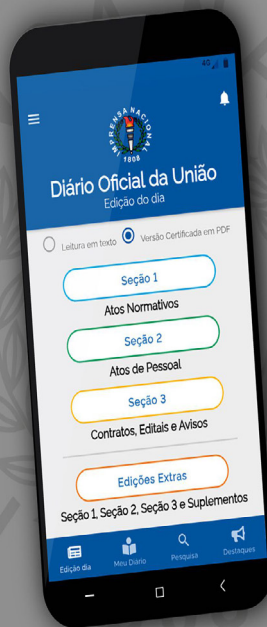 4G
IMPRENSA NACIONAL
1808
Diário Oficial da União
Edição do dia
Leitura em texto
Versão Certificada em PDF
Seção 1
Atos Normativos
Seção 2
Atos de Pessoal
Seção 3
Contratos, Editais e Avisos
Edições Extras
Seção 1, Seção 2, Seção 3 e Suplementos
Edição dia
Meu Diário
Pesquisa
Destaques